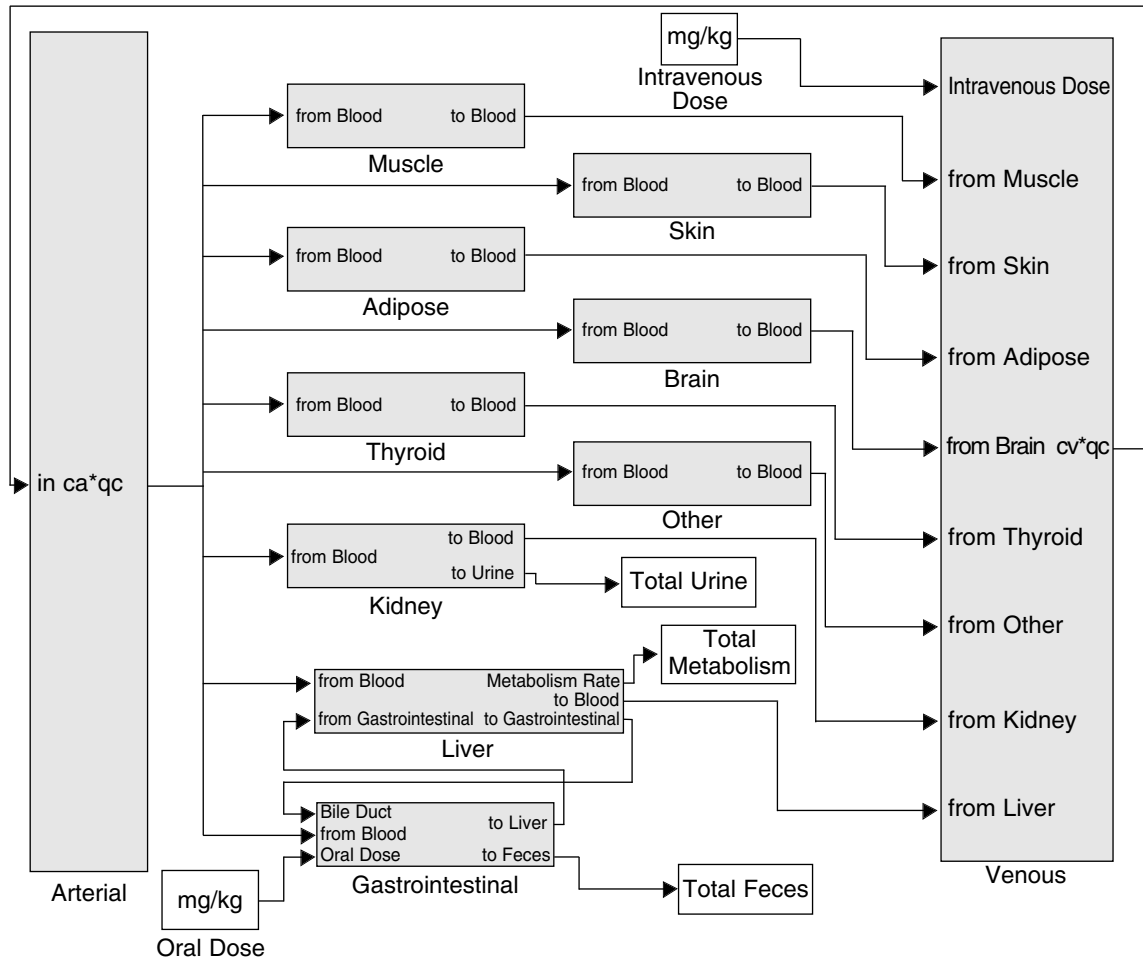 mg/kg
Intravenous
Dose
Intravenous Dose
from Blood to Blood
Muscle
from Muscle
from Blood to Blood
Skin
from Skin
from Blood to Blood
Adipose
from Adipose
from Blood to Blood
Brain
from Brain cv*qc
from Blood to Blood
Thyroid
in ca*qc
from Blood to Blood
Other
from Thyroid
from Blood
to Blood
to Urine
Kidney
Total Urine
from Other
Total
Metabolism
from Blood
Metabolism Rate
to Blood
from Gastrointestinal to Gastrointestinal
Liver
from Kidney
Bile Duct
from Blood
Oral Dose
to Liver
to Feces
Gastrointestinal
from Liver
Total Feces
Arterial
Venous
mg/kg
Oral Dose